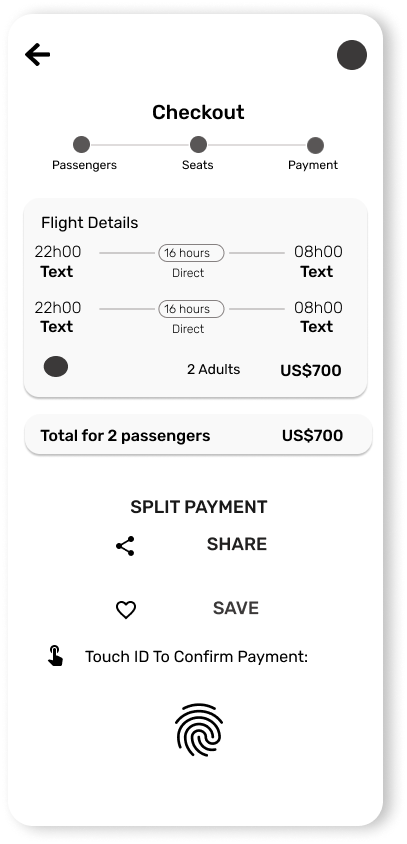 Checkout
Passengers Seats Payment
Flight Details
22h00 16 hours 08h00
Text Direct Text
22h00 16 hours 08h00
Text Direct Text
2 Adults US$700
Total for 2 passengers US$700
SPLIT PAYMENT
SHARE
SAVE
Touch ID To Confirm Payment: